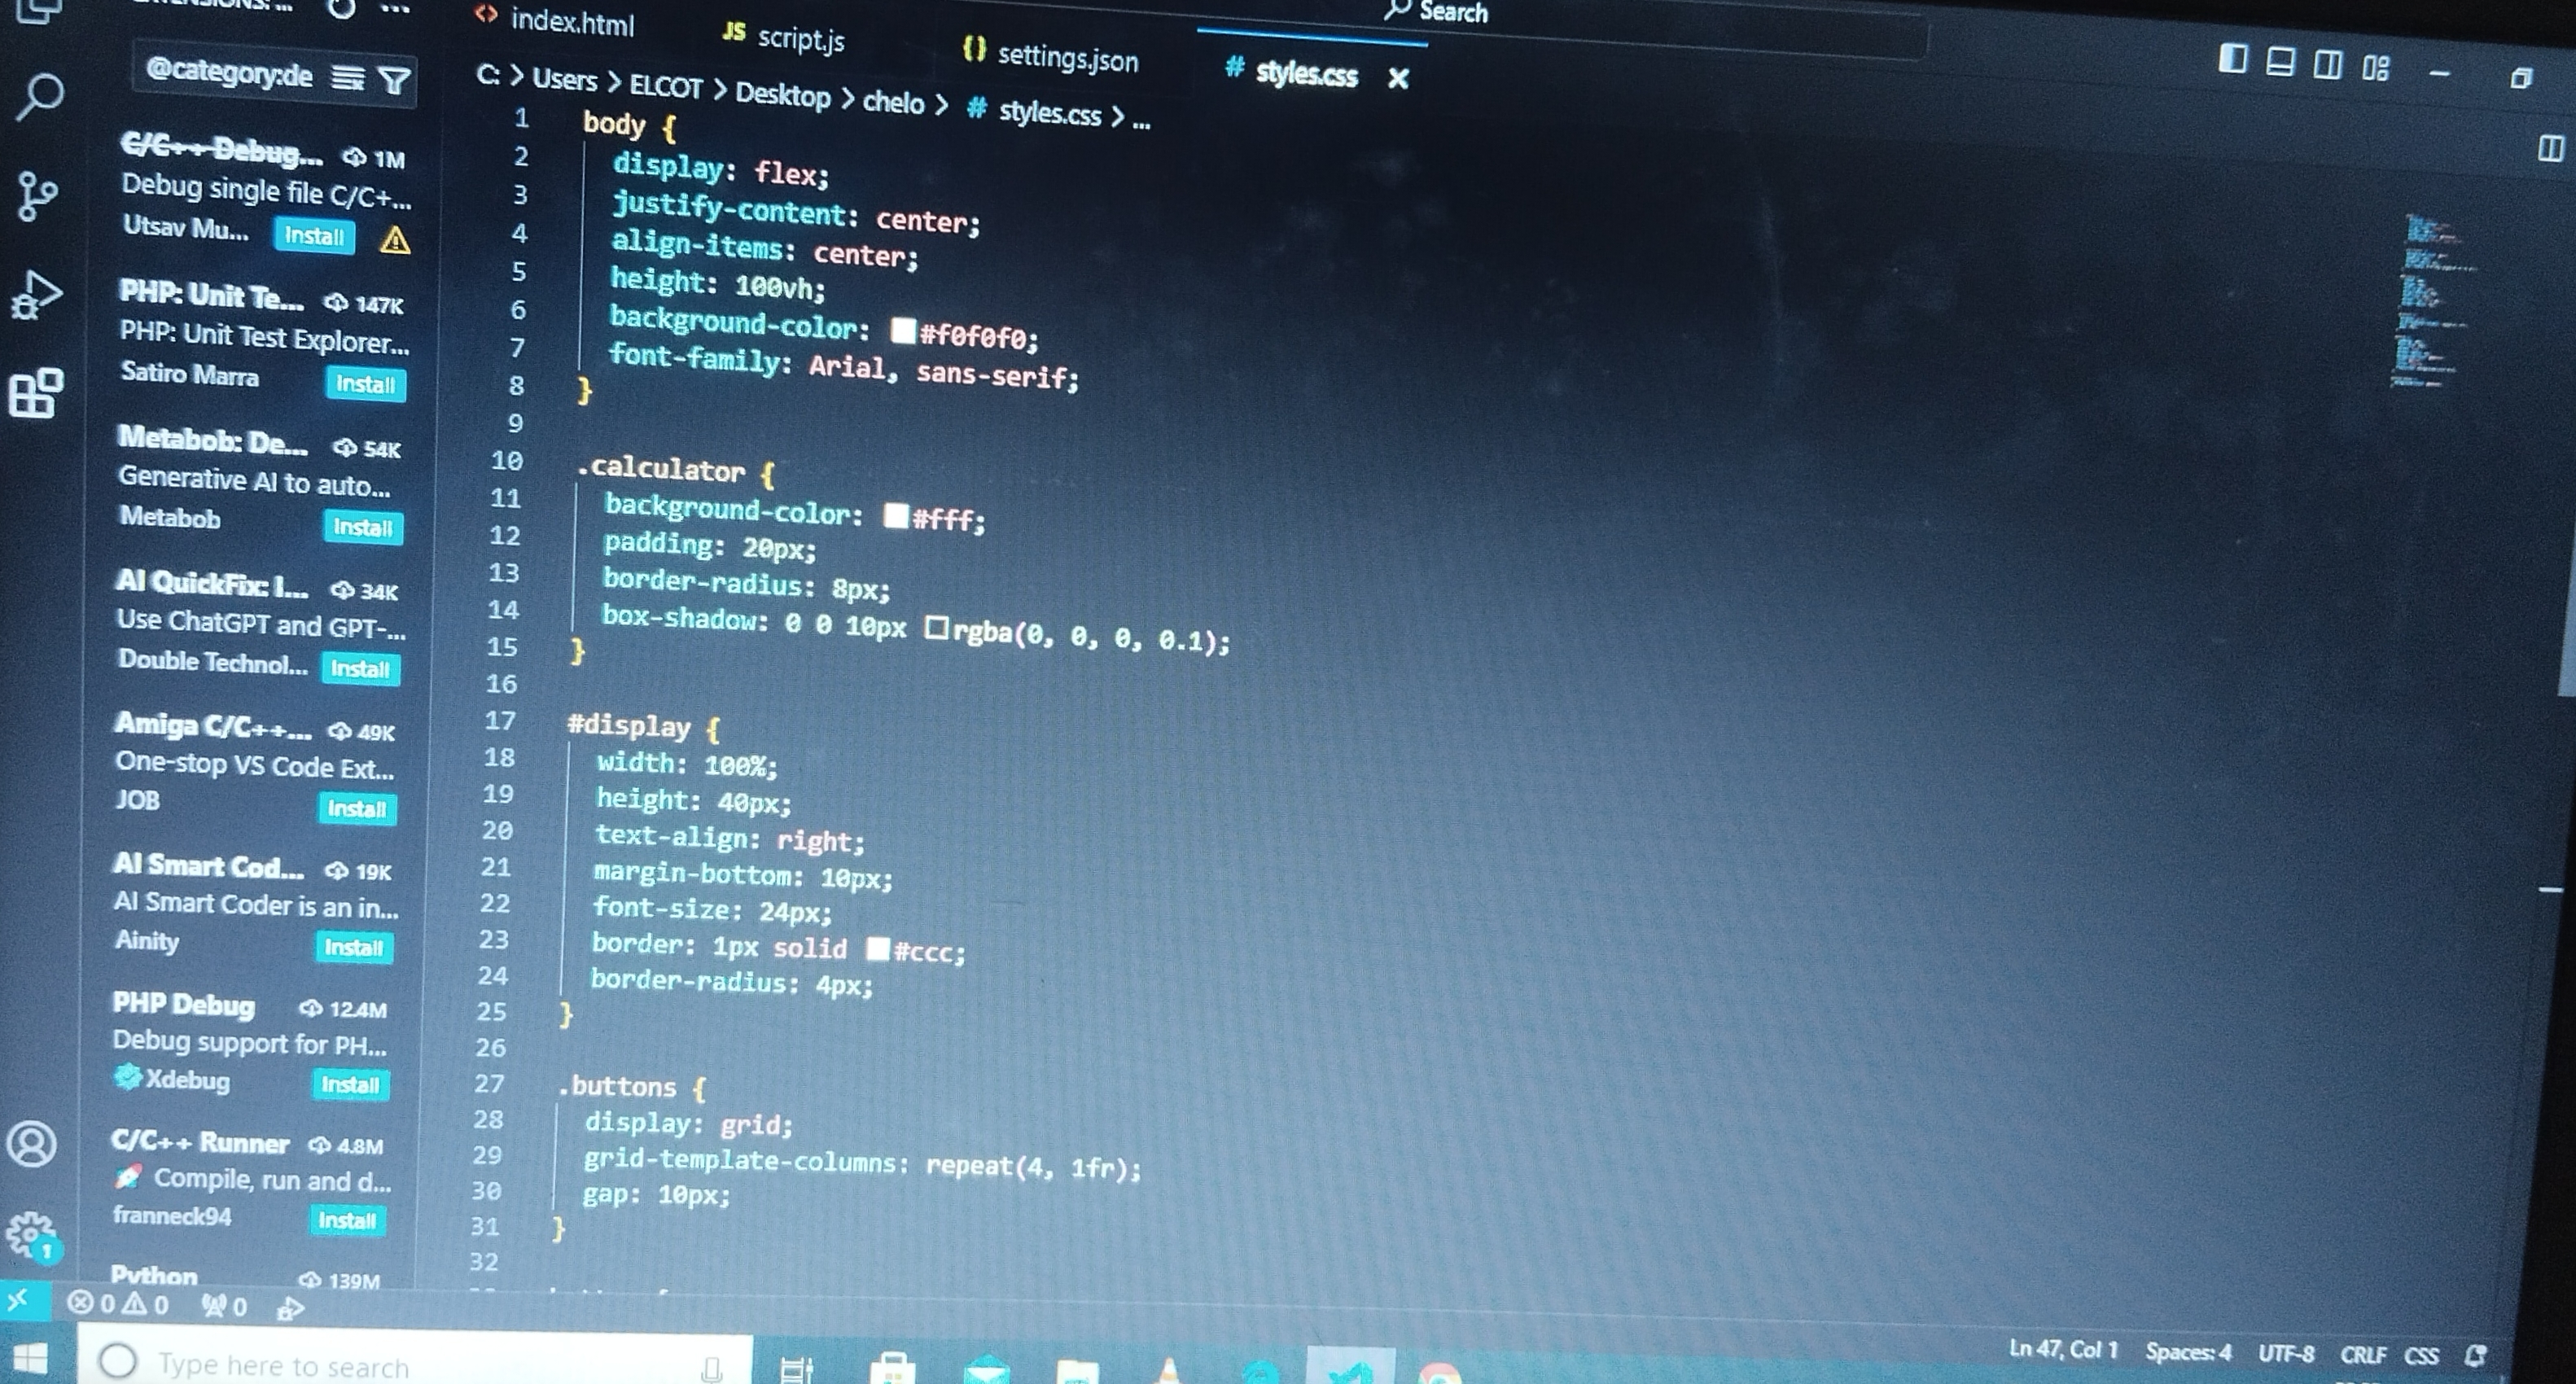 Search
index.html
JS script.js
{} settings.json
# styles.css
@category:de
C: > Users > ELCOT > Desktop > chelo > # styles.css > ...
C/C++ Debug... 1M
Debug single file C/C+...
Utsav Mu... Install
PHP: Unit Te... 147K
PHP: Unit Test Explorer...
Satiro Marra Install
Metabob: De... 54K
Generative AI to auto...
Metabob Install
AI QuickFix: I... 34K
Use ChatGPT and GPT-...
Double Technol... Install
Amiga C/C++... 49K
One-stop VS Code Ext...
JOB Install
AI Smart Cod... 19K
AI Smart Coder is an in...
Ainity Install
PHP Debug 12.4M
Debug support for PH...
Xdebug Install
C/C++ Runner 4.8M
Compile, run and d...
franneck94 Install
Python 139M
1 body {
2 display: flex;
3 justify-content: center;
4 align-items: center;
5 height: 100vh;
6 background-color: #f0f0f0;
7 font-family: Arial, sans-serif;
8 }
9
10 .calculator {
11 background-color: #fff;
12 padding: 20px;
13 border-radius: 8px;
14 box-shadow: 0 0 10px rgba(0, 0, 0, 0.1);
15 }
16
17 #display {
18 width: 100%;
19 height: 40px;
20 text-align: right;
21 margin-bottom: 10px;
22 font-size: 24px;
23 border: 1px solid #ccc;
24 border-radius: 4px;
25 }
26
27 .buttons {
28 display: grid;
29 grid-template-columns: repeat(4, 1fr);
30 gap: 10px;
31 }
32
1
0 0 0
Ln 47, Col 1 Spaces: 4 UTF-8 CRLF CSS
Type here to search